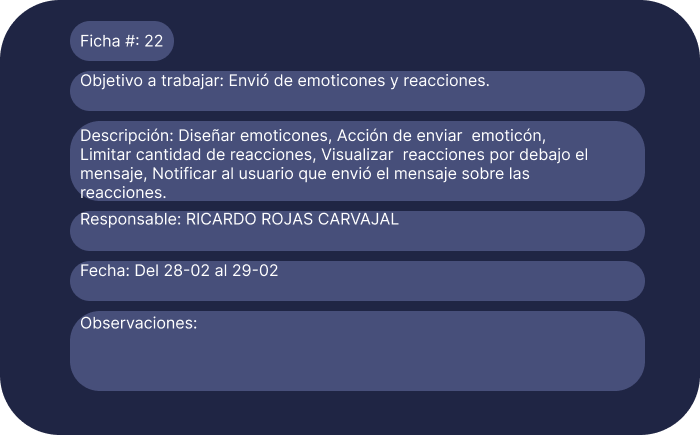 Ficha #: 22
Objetivo a trabajar: Envió de emoticones y reacciones.
Descripción: Diseñar emoticones, Acción de enviar  emoticón,
Limitar cantidad de reacciones, Visualizar  reacciones por debajo el
mensaje, Notificar al usuario que envió el mensaje sobre las
reacciones.
Responsable: RICARDO ROJAS CARVAJAL
Fecha: Del 28-02 al 29-02
Observaciones: